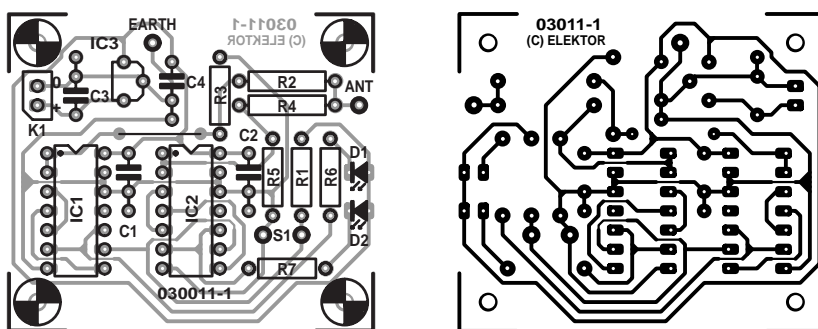 EARTH
03011-1
(C) ELEKTOR
IC3
0
+
K1
C3
C4
R3
R2
R4
ANT
C2
D1
IC1
C1
IC2
R5
R1
R6
S1
D2
R7
030011-1
03011-1
(C) ELEKTOR